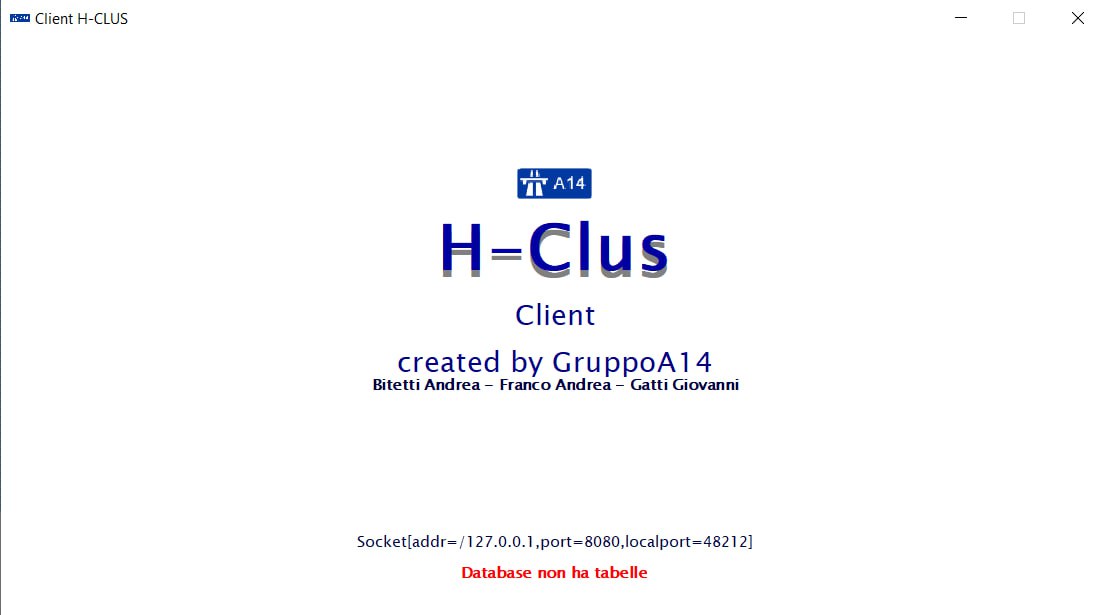 Client H-CLUS
A14
H-Clus
Client
created by GruppoA14
Bitetti Andrea - Franco Andrea - Gatti Giovanni
Socket[addr=/127.0.0.1,port=8080,localport=48212]
Database non ha tabelle